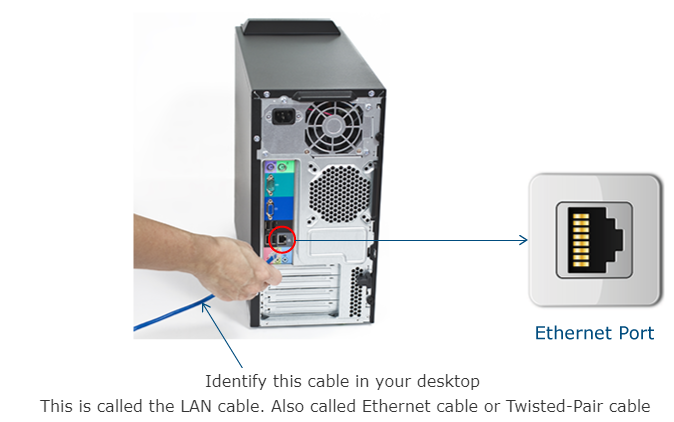 Ethernet Port
Identify this cable in your desktop
This is called the LAN cable. Also called Ethernet cable or Twisted-Pair cable